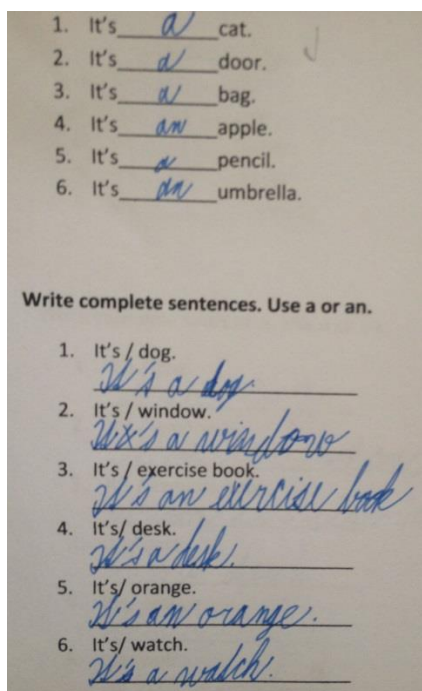 1. It's a cat.
2. It's a door.
3. It's a bag.
4. It's an apple.
5. It's a pencil.
6. It's an umbrella.
Write complete sentences. Use a or an.
1. It's / dog.
It's a dog.
2. It's / window.
It's a window
3. It's / exercise book.
It's an exercise book
4. It's/ desk.
It's a desk.
5. It's/ orange.
It's an orange.
6. It's/ watch.
It's a watch.